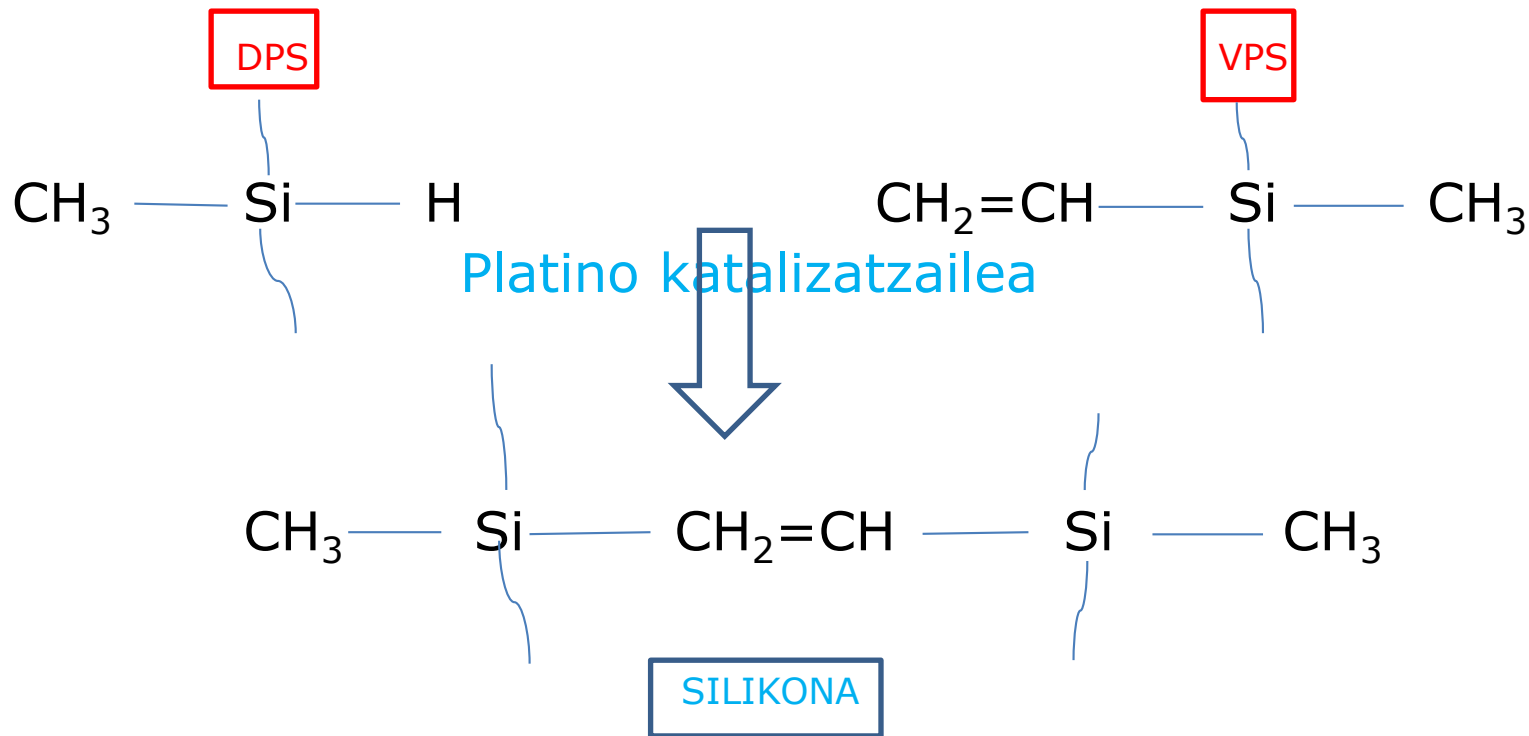 DPS
VPS
CH₃ Si H
CH₂=CH Si CH₃
Platino katalizatzailea
CH₃ Si CH₂=CH Si CH₃
SILIKONA